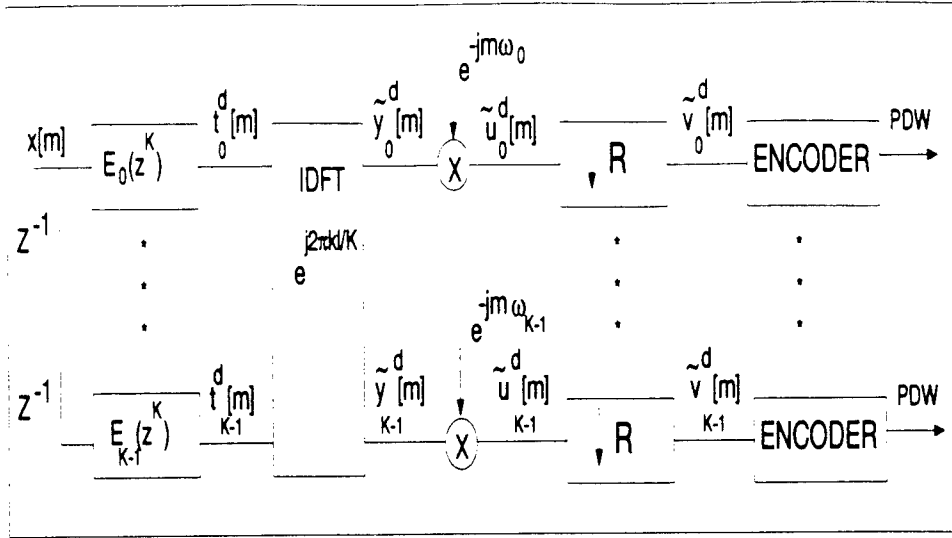 e^{-jmω_0}
x[m] t_0^d[m] ỹ_0^d[m] ũ_0^d[m] ṽ_0^d[m] PDW
E_0(z^K) IDFT X R ENCODER
Z^{-1} e^{j2πkl/K}
e^{-jmω_{K-1}}
Z^{-1} t_{K-1}^d[m] ỹ_{K-1}^d[m] ũ_{K-1}^d[m] ṽ_{K-1}^d[m] PDW
E_{K-1}(z^K) X R ENCODER